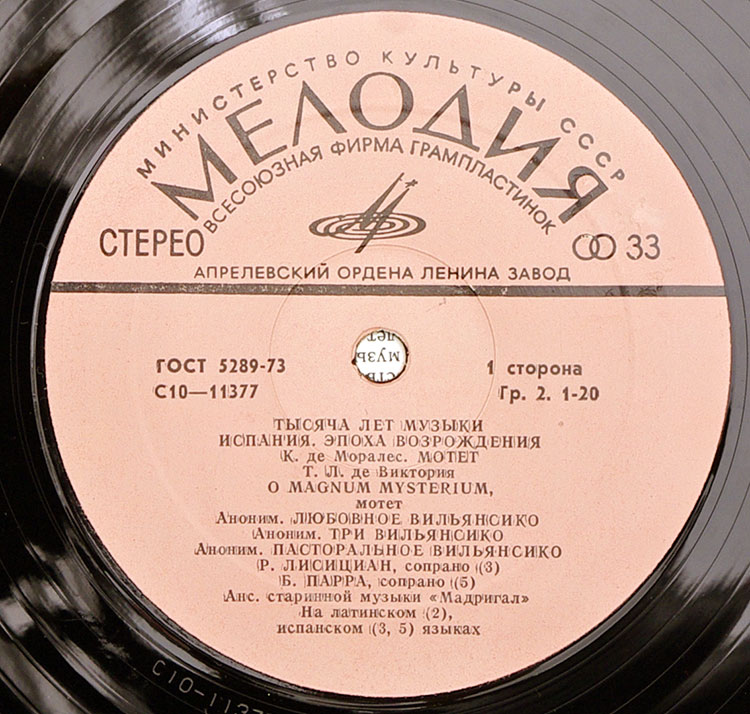 МИНИСТЕРСТВО КУЛЬТУРЫ СССР
МЕЛОДИЯ
ВСЕСОЮЗНАЯ ФИРМА ГРАМПЛАСТИНОК
СТЕРЕО
33
АПРЕЛЕВСКИЙ ОРДЕНА ЛЕНИНА ЗАВОД
ГОСТ 5289-73
С10—11377
1 сторона
Гр. 2. 1-20
ТЫСЯЧА ЛЕТ МУЗЫКИ
ИСПАНИЯ. ЭПОХА ВОЗРОЖДЕНИЯ
К. де Моралес. МОТЕТ
Т. Л. де Виктория
O MAGNUM MYSTERIUM,
мотет
Аноним. ЛЮБОВНОЕ ВИЛЬЯНСИКО
Аноним. ТРИ ВИЛЬЯНСИКО
Аноним. ПАСТОРАЛЬНОЕ ВИЛЬЯНСИКО
Р. ЛИСИЦИАН, сопрано (3)
Б. ПАРРА, сопрано (5)
Анс. старинной музыки «Мадригал»
На латинском (2),
испанском (3, 5) языках